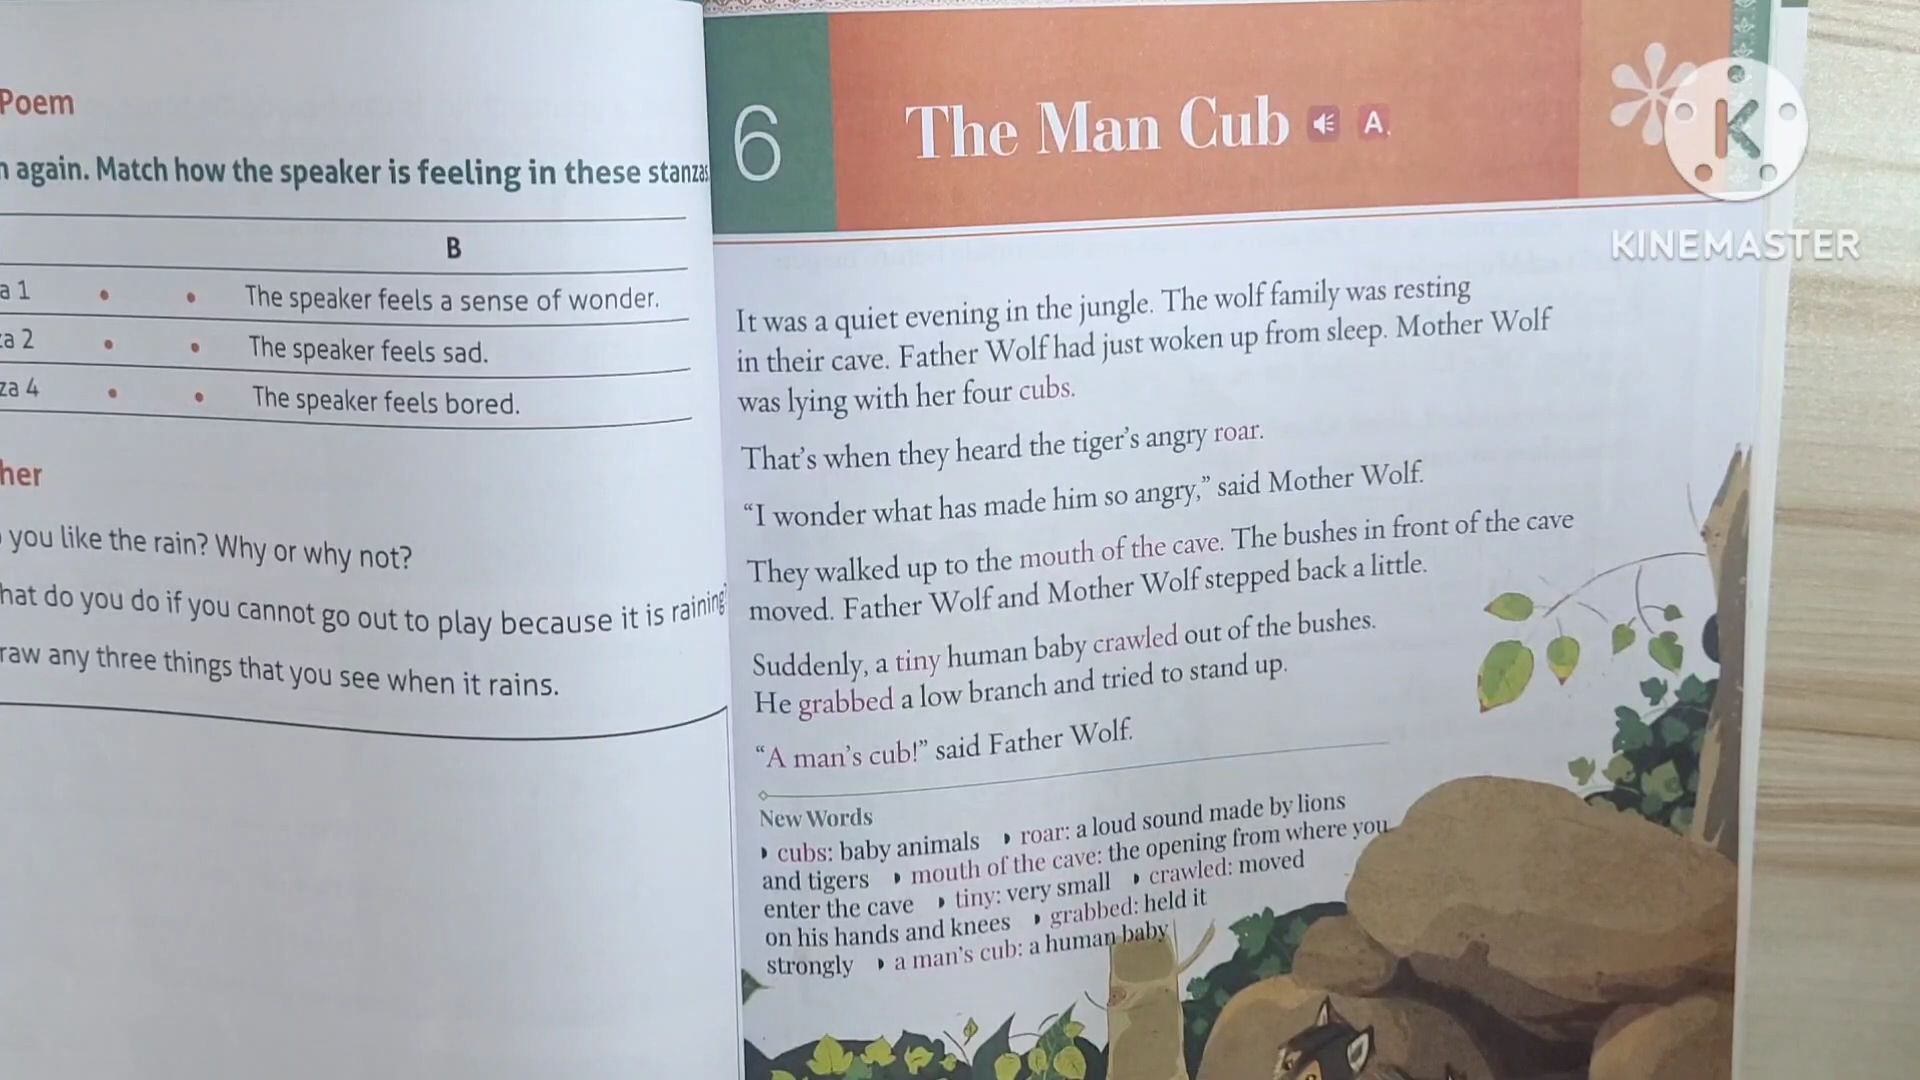 Poem
again. Match how the speaker is feeling in these stanzas
B
1 The speaker feels a sense of wonder.
2 The speaker feels sad.
4 The speaker feels bored.
you like the rain? Why or why not?
do you do if you cannot go out to play because it is raining
any three things that you see when it rains.
6
The Man Cub A
It was a quiet evening in the jungle. The wolf family was resting
in their cave. Father Wolf had just woken up from sleep. Mother Wolf
was lying with her four cubs.
That's when they heard the tiger's angry roar.
“I wonder what has made him so angry,” said Mother Wolf.
They walked up to the mouth of the cave. The bushes in front of the cave
moved. Father Wolf and Mother Wolf stepped back a little.
Suddenly, a tiny human baby crawled out of the bushes.
He grabbed a low branch and tried to stand up.
“A man's cub!” said Father Wolf.
New Words
cubs: baby animals roar: a loud sound made by lions
and tigers mouth of the cave: the opening from where you
enter the cave tiny: very small crawled: moved
on his hands and knees grabbed: held it
strongly a man's cub: a human baby
K
KINEMASTER